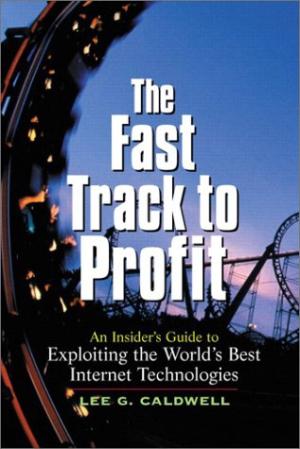 The
Fast
Track to
Profit
An Insider's Guide to
Exploiting the World's Best
Internet Technologies
LEE G. CALDWELL